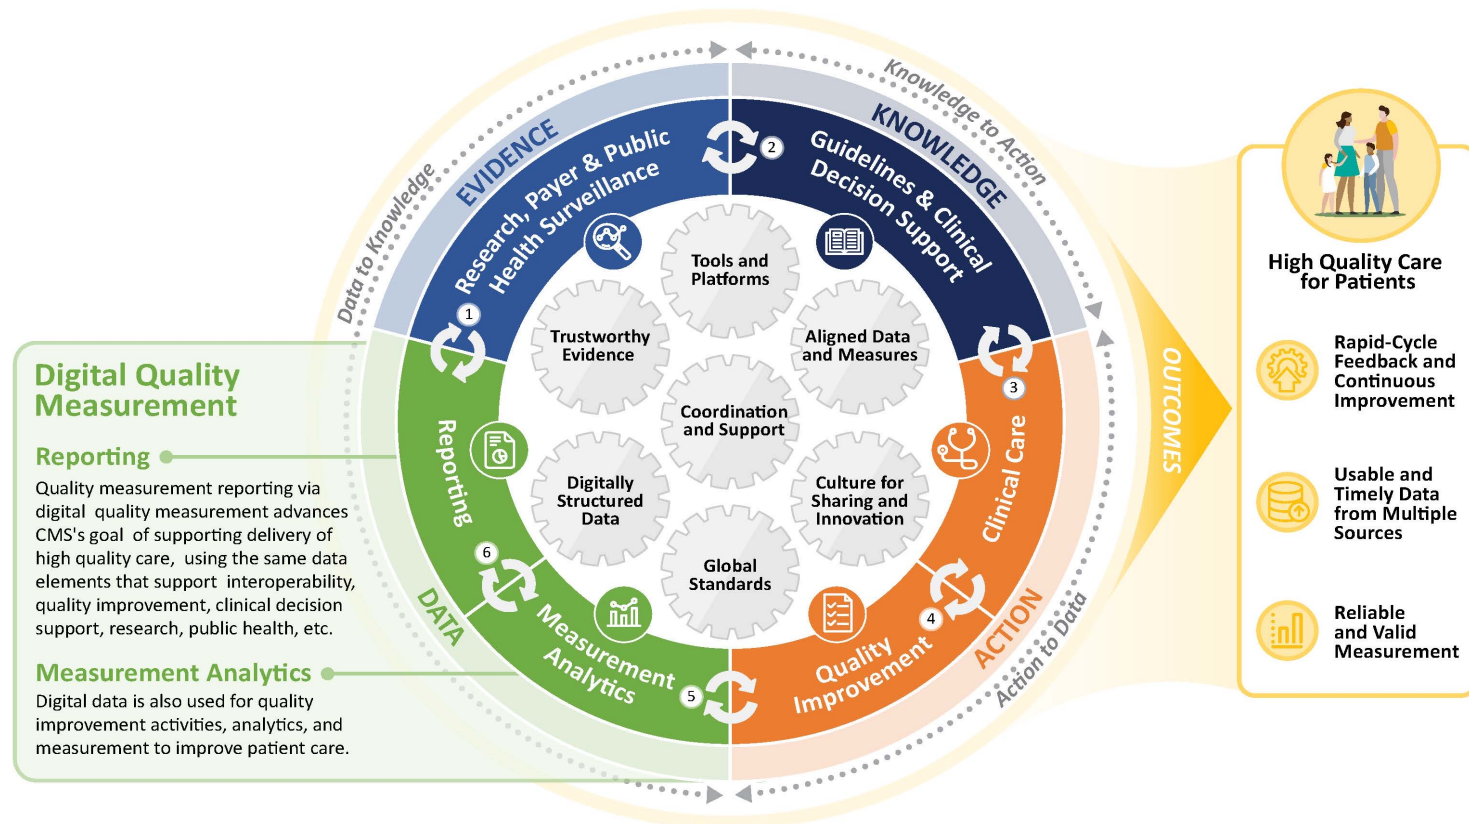 Data to Knowledge
Knowledge to Action
Action to Data
EVIDENCE
KNOWLEDGE
ACTION
DATA
Research, Payer & Public
Health Surveillance
Guidelines & Clinical
Decision Support
Clinical Care
Quality
Improvement
Measurement
Analytics
Reporting
1
2
3
4
5
6
Tools and
Platforms
Trustworthy
Evidence
Aligned Data
and Measures
Coordination
and Support
Digitally
Structured
Data
Culture for
Sharing and
Innovation
Global
Standards
Digital Quality
Measurement
Reporting
Quality measurement reporting via
digital quality measurement advances
CMS's goal of supporting delivery of
high quality care, using the same data
elements that support interoperability,
quality improvement, clinical decision
support, research, public health, etc.
Measurement Analytics
Digital data is also used for quality
improvement activities, analytics, and
measurement to improve patient care.
OUTCOMES
High Quality Care
for Patients
Rapid-Cycle
Feedback and
Continuous
Improvement
Usable and
Timely Data
from Multiple
Sources
Reliable
and Valid
Measurement